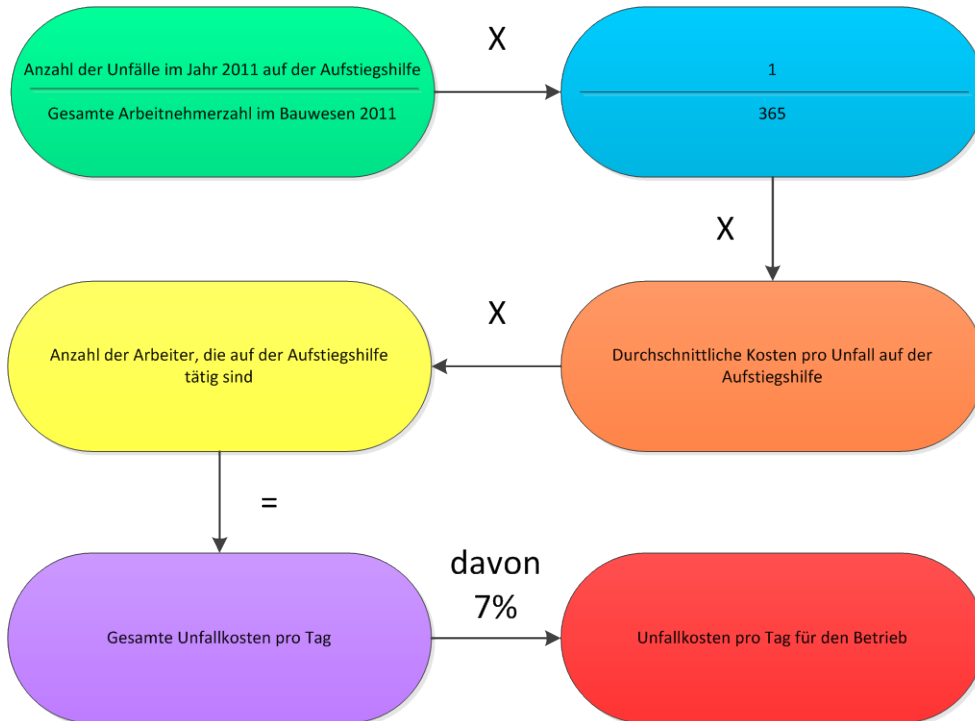 Anzahl der Unfälle im Jahr 2011 auf der Aufstiegshilfe
Gesamte Arbeitnehmerzahl im Bauwesen 2011
X
1
365
X
Durchschnittliche Kosten pro Unfall auf der
Aufstiegshilfe
X
Anzahl der Arbeiter, die auf der Aufstiegshilfe
tätig sind
=
Gesamte Unfallkosten pro Tag
davon
7%
Unfallkosten pro Tag für den Betrieb